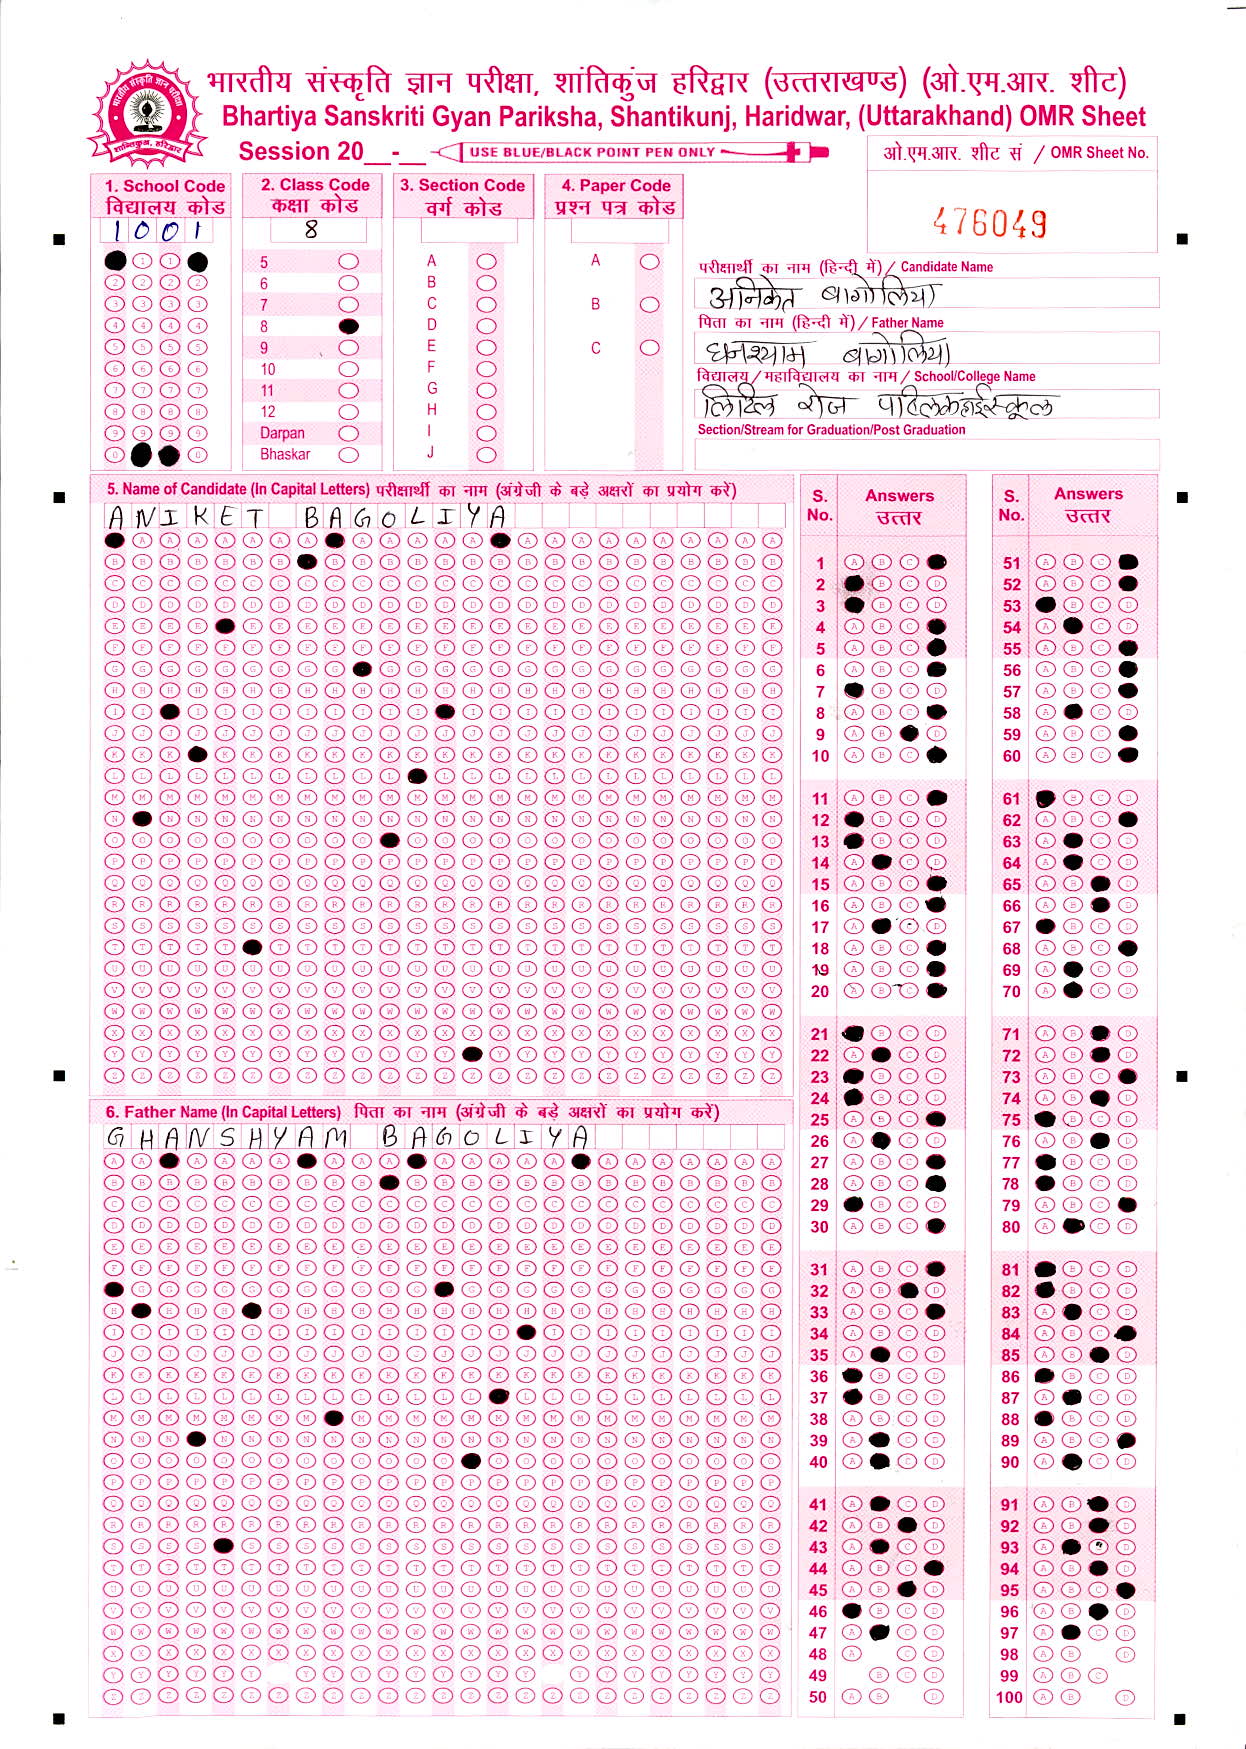 भारतीय संस्कृति ज्ञान परीक्षा, शांतिकुंज हरिद्वार (उत्तराखण्ड) (ओ.एम.आर. शीट)
Bhartiya Sanskriti Gyan Pariksha, Shantikunj, Haridwar, (Uttarakhand) OMR Sheet
Session 20__-__ USE BLUE/BLACK POINT PEN ONLY
ओ.एम.आर. शीट सं / OMR Sheet No.
476049
1. School Code
विद्यालय कोड
1001
2. Class Code
कक्षा कोड
8
5
6
7
8
9
10
11
12
Darpan
Bhaskar
3. Section Code
वर्ग कोड
A
B
C
D
E
F
G
H
I
J
4. Paper Code
प्रश्न पत्र कोड
A
B
C
परीक्षार्थी का नाम (हिन्दी में) / Candidate Name
अनिकेत बागोलिया
पिता का नाम (हिन्दी में) / Father Name
घनश्याम बागोलिया
विद्यालय / महाविद्यालय का नाम / School/College Name
लिटिल रोज पब्लिक हाईस्कूल
Section/Stream for Graduation/Post Graduation
5. Name of Candidate (In Capital Letters) परीक्षार्थी का नाम (अंग्रेजी के बड़े अक्षरों का प्रयोग करें)
ANIKET BAGOLIYA
6. Father Name (In Capital Letters) पिता का नाम (अंग्रेजी के बड़े अक्षरों का प्रयोग करें)
GHANSHYAM BAGOLIYA
S. No.
Answers
उत्तर
1
2
3
4
5
6
7
8
9
10
11
12
13
14
15
16
17
18
19
20
21
22
23
24
25
26
27
28
29
30
31
32
33
34
35
36
37
38
39
40
41
42
43
44
45
46
47
48
49
50
S. No.
Answers
उत्तर
51
52
53
54
55
56
57
58
59
60
61
62
63
64
65
66
67
68
69
70
71
72
73
74
75
76
77
78
79
80
81
82
83
84
85
86
87
88
89
90
91
92
93
94
95
96
97
98
99
100